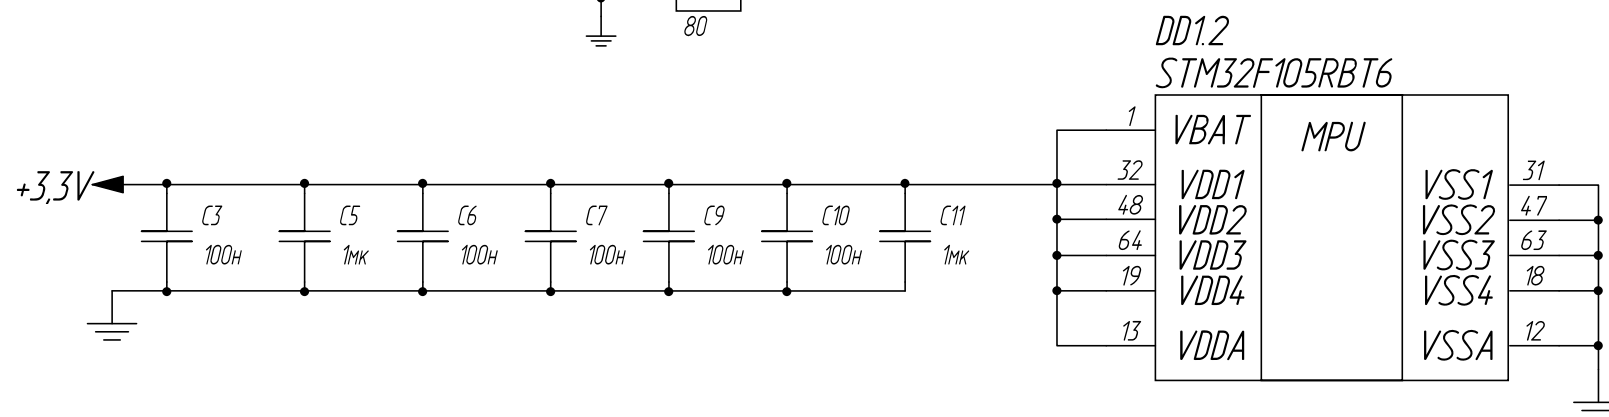 80
DD1.2
STM32F105RBT6
1 VBAT MPU
+3,3V
32 VDD1 VSS1 31
48 VDD2 VSS2 47
64 VDD3 VSS3 63
19 VDD4 VSS4 18
13 VDDA VSSA 12
C3 C5 C6 C7 C9 C10 C11
100н 1мк 100н 100н 100н 100н 1мк